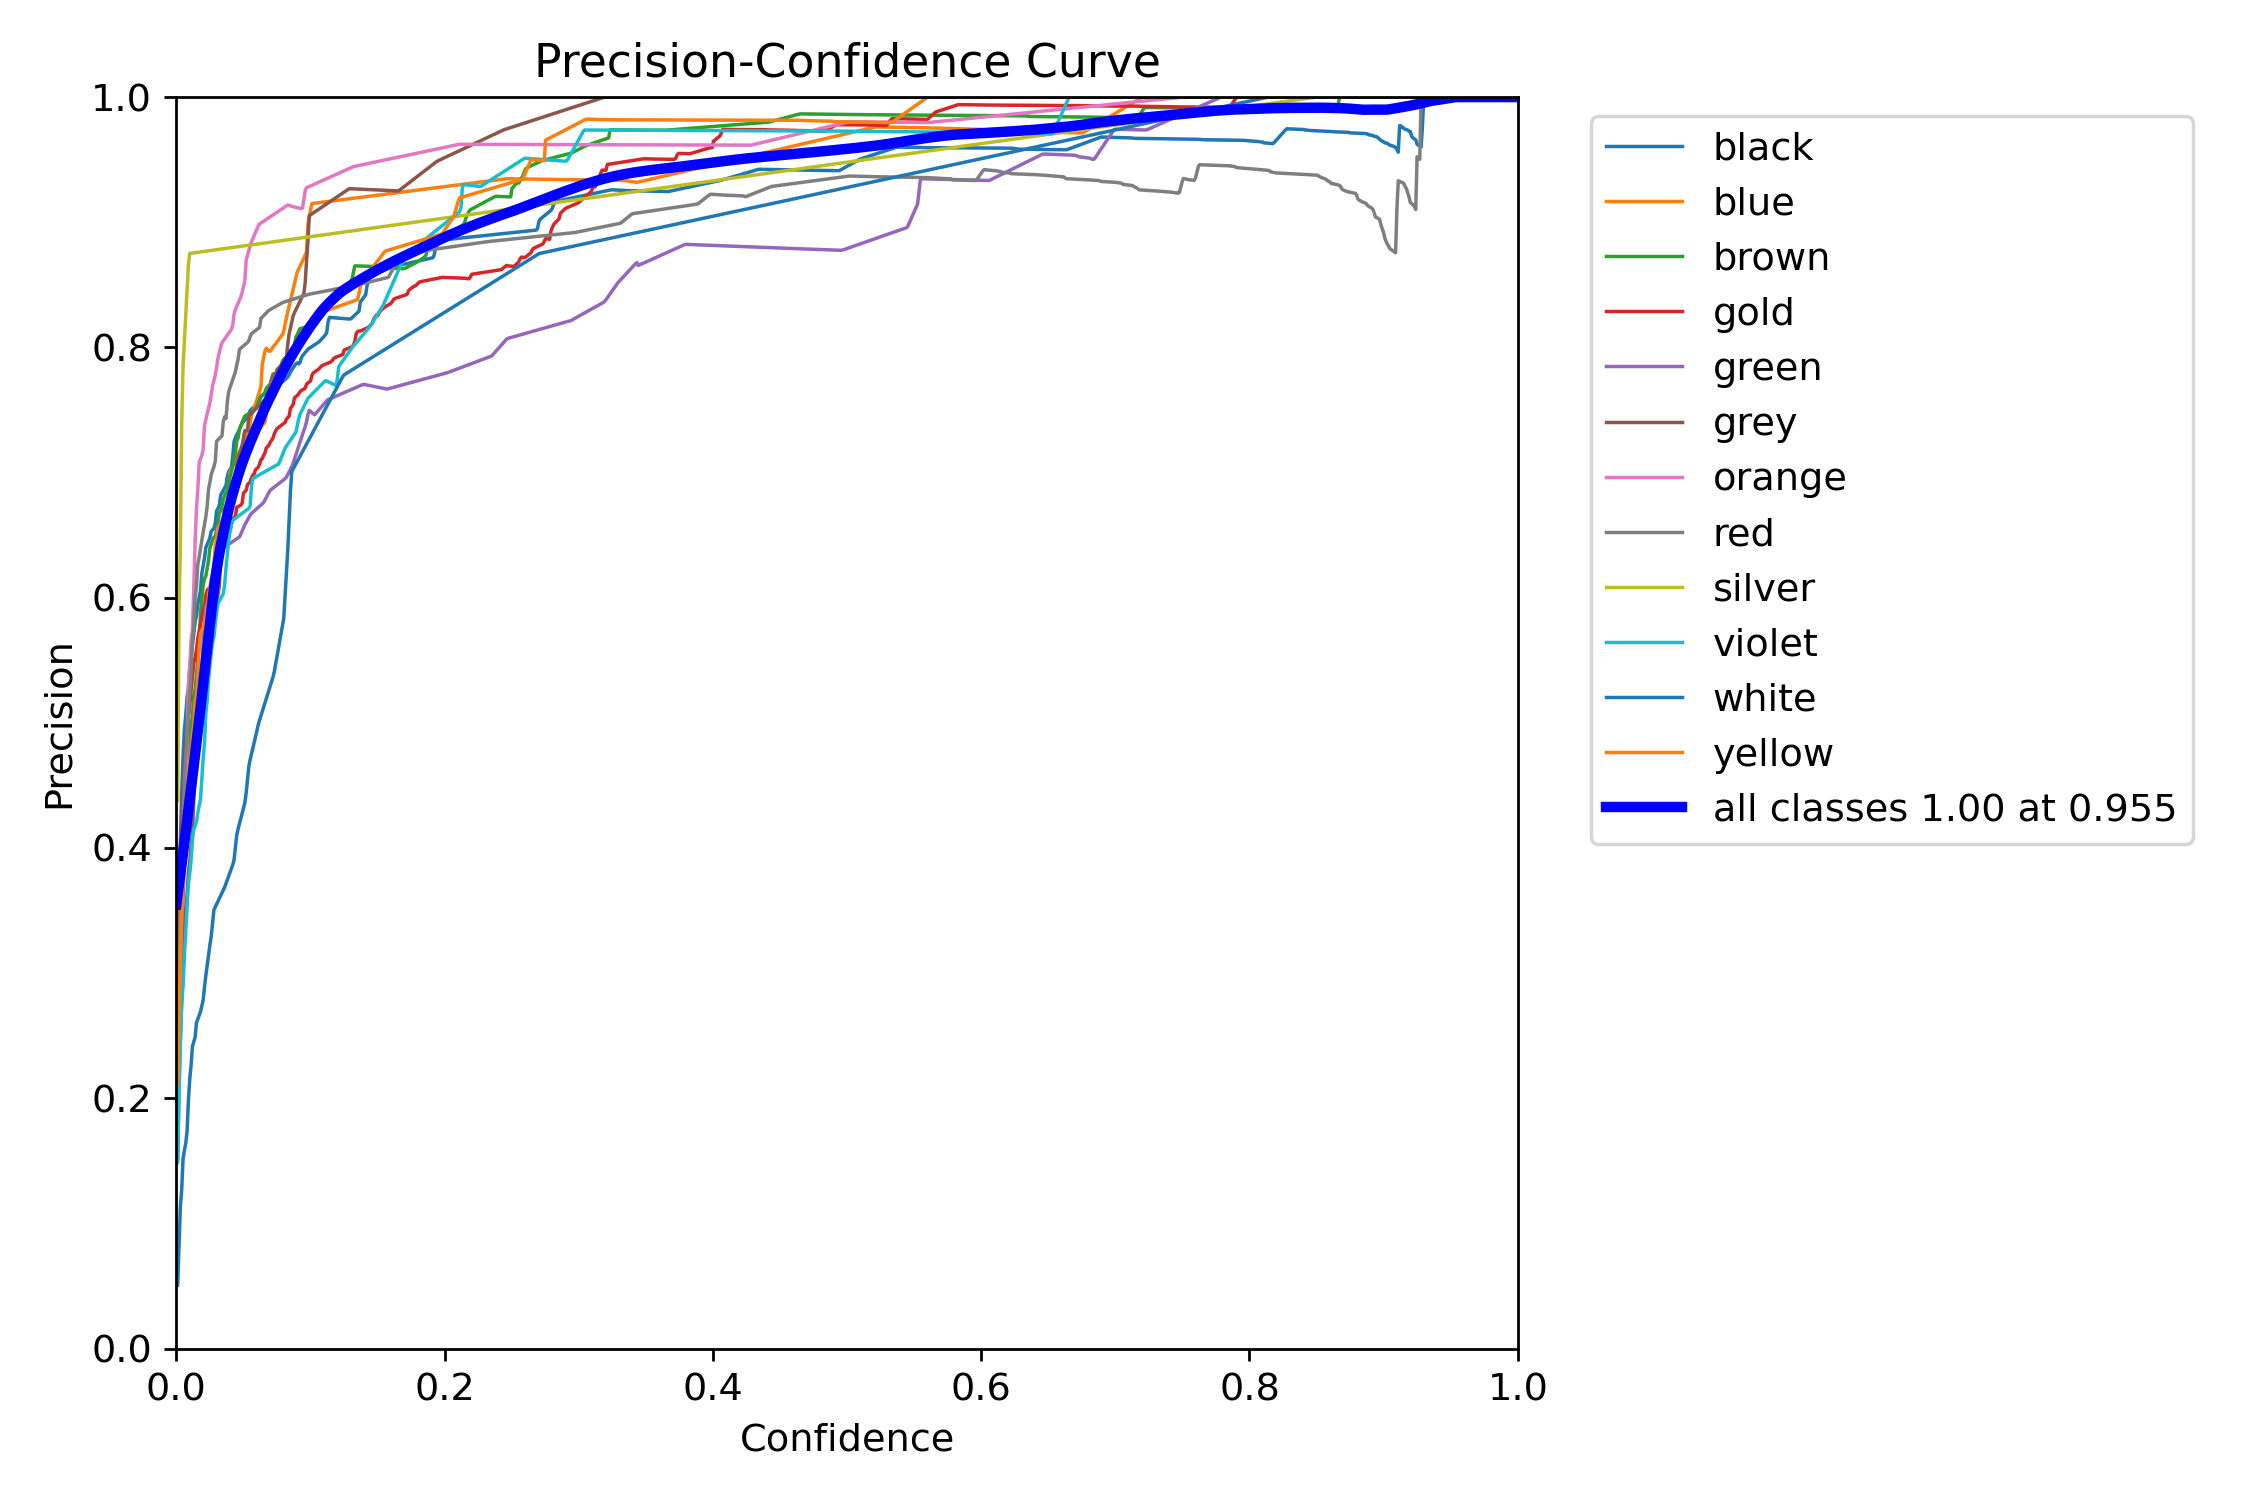 Precision-Confidence Curve
1.0
0.8
0.6
0.4
0.2
0.0
Precision
0.0 0.2 0.4 0.6 0.8 1.0
Confidence
black
blue
brown
gold
green
grey
orange
red
silver
violet
white
yellow
all classes 1.00 at 0.955